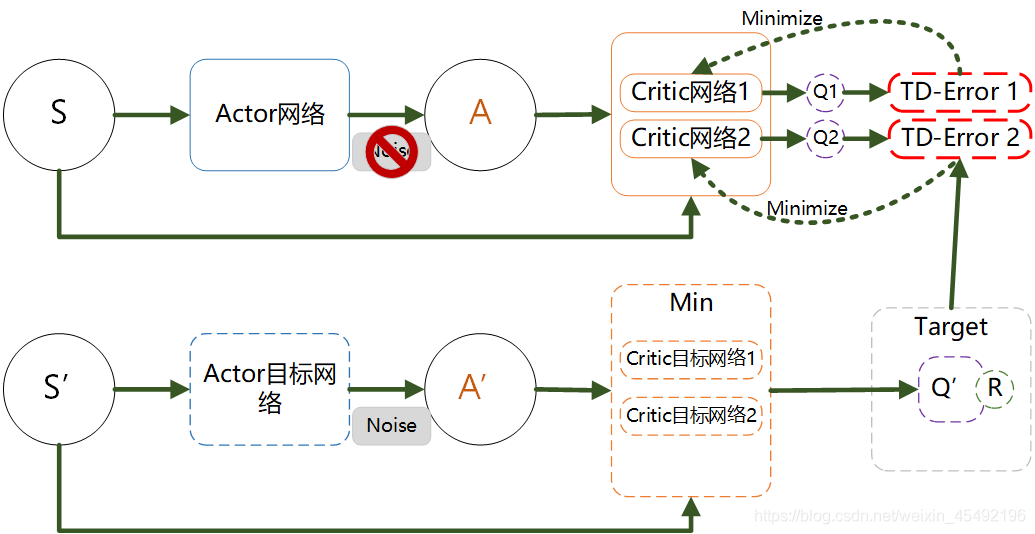 Minimize
S
Actor网络
A
Critic网络1
Q1
TD-Error 1
Noise
Critic网络2
Q2
TD-Error 2
Minimize
Min
Target
S’
Actor目标网
络
A’
Critic目标网络1
Q’
R
Noise
Critic目标网络2
https://blog.csdn.net/weixin_45492196